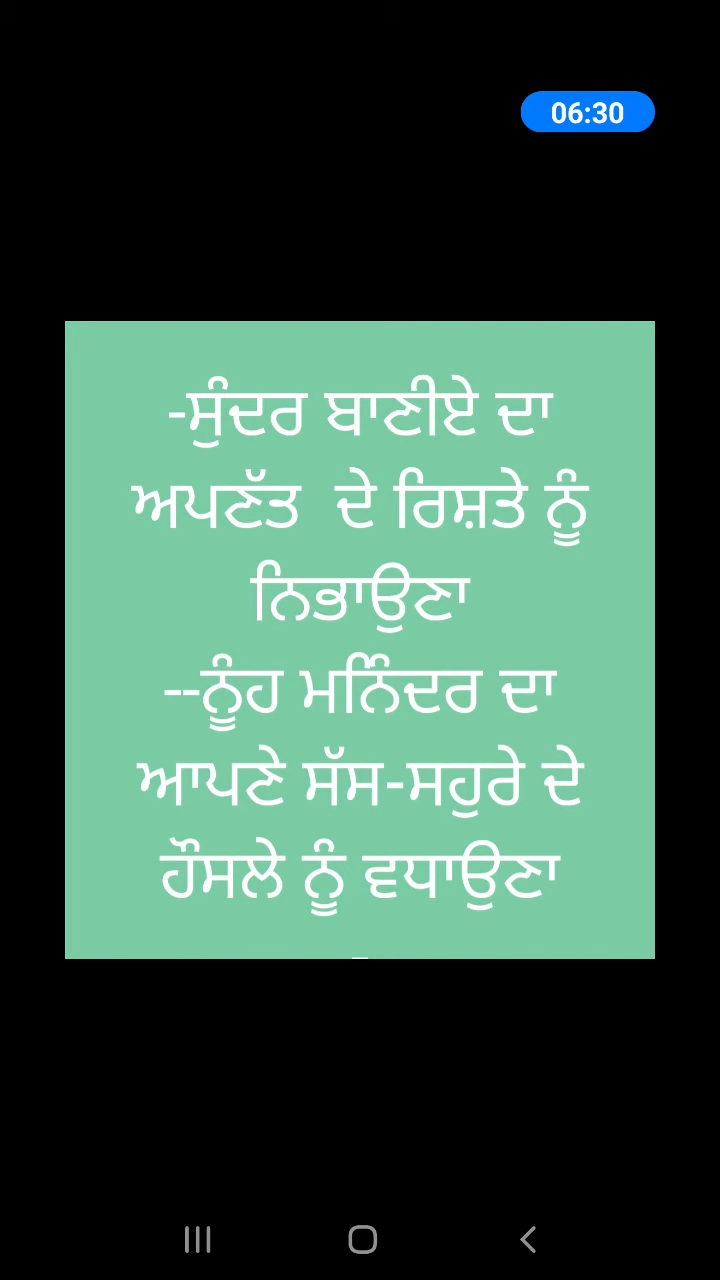 06:30
-ਸੁੰਦਰ ਬਾਣੀਏ ਦਾ
ਅਪਣੱਤ  ਦੇ ਰਿਸ਼ਤੇ ਨੂੰ
ਨਿਭਾਉਣਾ
--ਨੂੰਹ ਮਨਿੰਦਰ ਦਾ
ਆਪਣੇ ਸੱਸ-ਸਹੁਰੇ ਦੇ
ਹੌਸਲੇ ਨੂੰ ਵਧਾਉਣਾ